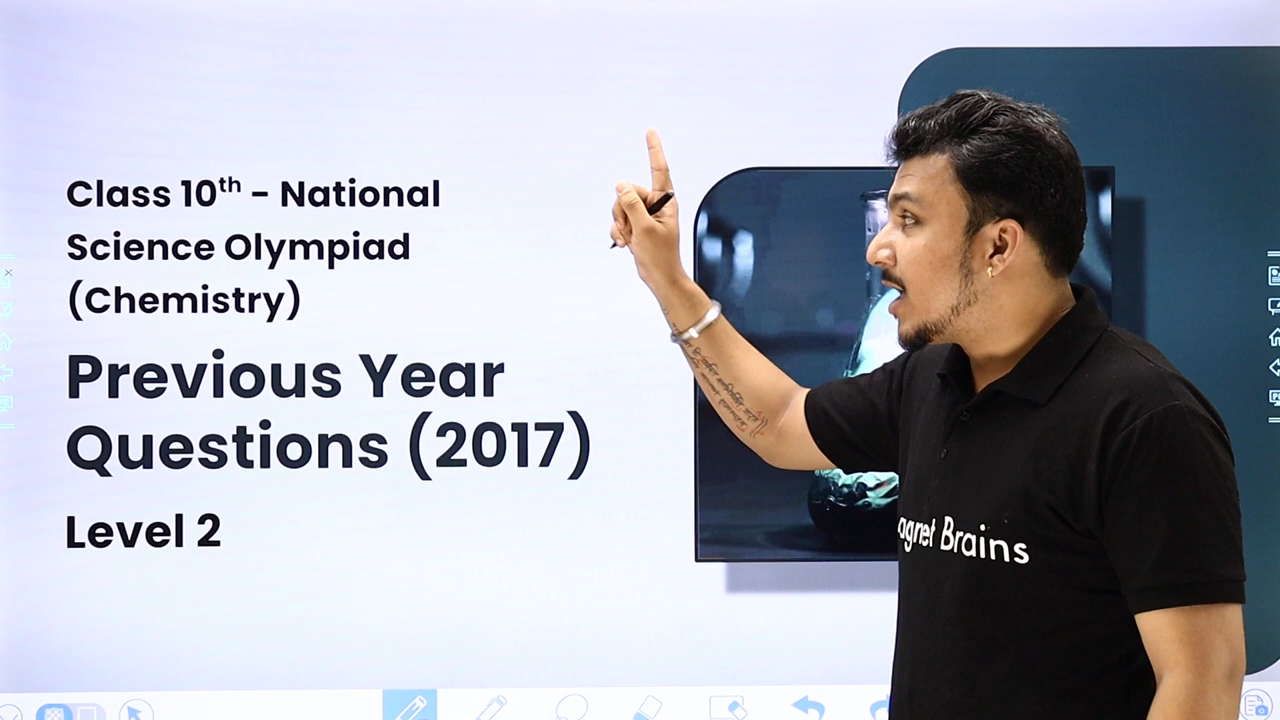 Class 10th - National
Science Olympiad
(Chemistry)
Previous Year
Questions (2017)
Level 2
agnet Brains